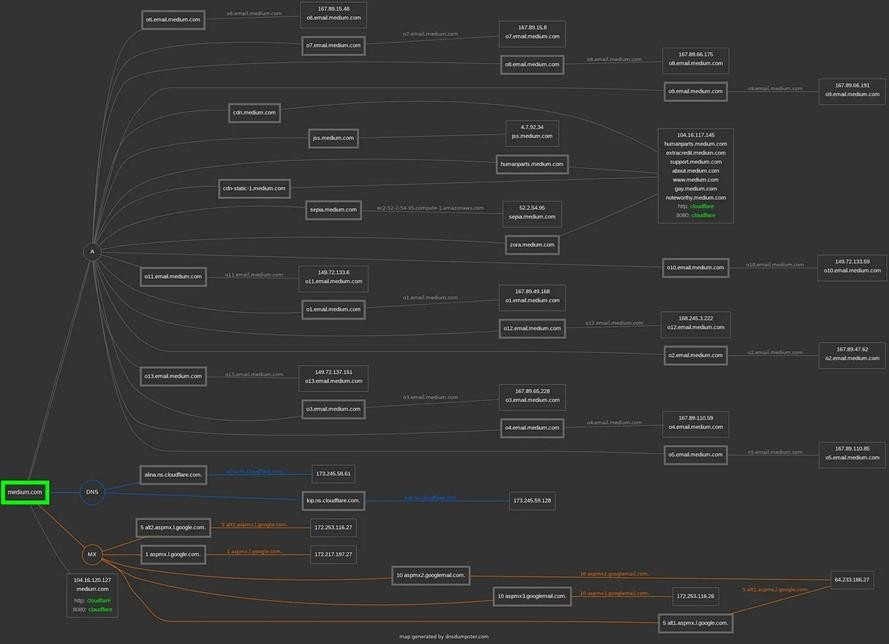 o6.email.medium.com
o6.email.medium.com
167.89.15.48
o6.email.medium.com
o7.email.medium.com
o7.email.medium.com
167.89.15.8
o7.email.medium.com
o8.email.medium.com
o8.email.medium.com
167.89.66.175
o8.email.medium.com
o9.email.medium.com
o9.email.medium.com
167.89.66.191
o9.email.medium.com
cdn.medium.com
jss.medium.com
4.7.92.34
jss.medium.com
humanparts.medium.com
104.16.117.145
humanparts.medium.com
extracredit.medium.com
support.medium.com
about.medium.com
www.medium.com
gay.medium.com
noteworthy.medium.com
http: cloudflare
8080: cloudflare
cdn-static-1.medium.com
sepia.medium.com
ec2-52-2-54-95.compute-1.amazonaws.com
52.2.54.95
sepia.medium.com
zora.medium.com
A
o10.email.medium.com
o10.email.medium.com
149.72.133.59
o10.email.medium.com
o11.email.medium.com
o11.email.medium.com
149.72.133.6
o11.email.medium.com
o1.email.medium.com
o1.email.medium.com
167.89.49.168
o1.email.medium.com
o12.email.medium.com
o12.email.medium.com
168.245.3.222
o12.email.medium.com
o2.email.medium.com
o2.email.medium.com
167.89.47.62
o2.email.medium.com
o13.email.medium.com
o13.email.medium.com
149.72.137.151
o13.email.medium.com
o3.email.medium.com
o3.email.medium.com
167.89.65.228
o3.email.medium.com
o4.email.medium.com
o4.email.medium.com
167.89.110.59
o4.email.medium.com
o5.email.medium.com
o5.email.medium.com
167.89.110.85
o5.email.medium.com
medium.com
DNS
alina.ns.cloudflare.com.
alina.ns.cloudflare.com.
173.245.58.61
kip.ns.cloudflare.com.
kip.ns.cloudflare.com.
173.245.59.128
MX
5 alt2.aspmx.l.google.com.
5 alt2.aspmx.l.google.com.
172.253.116.27
1 aspmx.l.google.com.
1 aspmx.l.google.com.
172.217.197.27
10 aspmx2.googlemail.com.
10 aspmx2.googlemail.com.
64.233.186.27
10 aspmx3.googlemail.com.
10 aspmx3.googlemail.com.
172.253.116.26
5 alt1.aspmx.l.google.com.
5 alt1.aspmx.l.google.com.
104.16.120.127
medium.com
http: cloudflare
8080: cloudflare
map generated by dnsdumpster.com